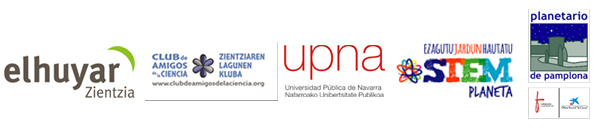 elhuyar
Zientzia
CLUB DE
AMIGOS
de la
CIENCIA
ZIENTZIAREN
LAGUNEN
KLUBA
www.clubdeamigosdelaciencia.org
upna
Universidad Pública de Navarra
Nafarroako Unibertsitate Publikoa
EZAGUTU JARDUN HAUTATU
STEM
PLANETA
planetario
de pamplona